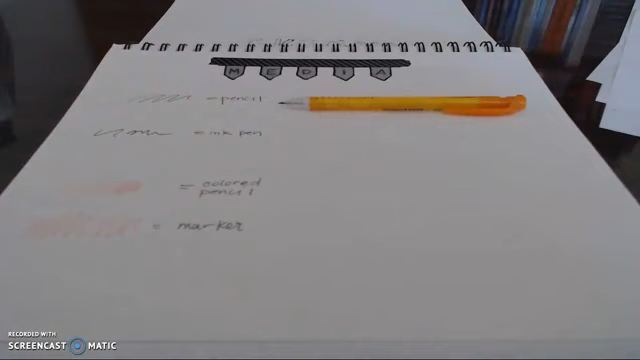 MEDIA
= pencil
= ink pen
= colored
pencil
= marker
RECORDED WITH
SCREENCAST MATIC